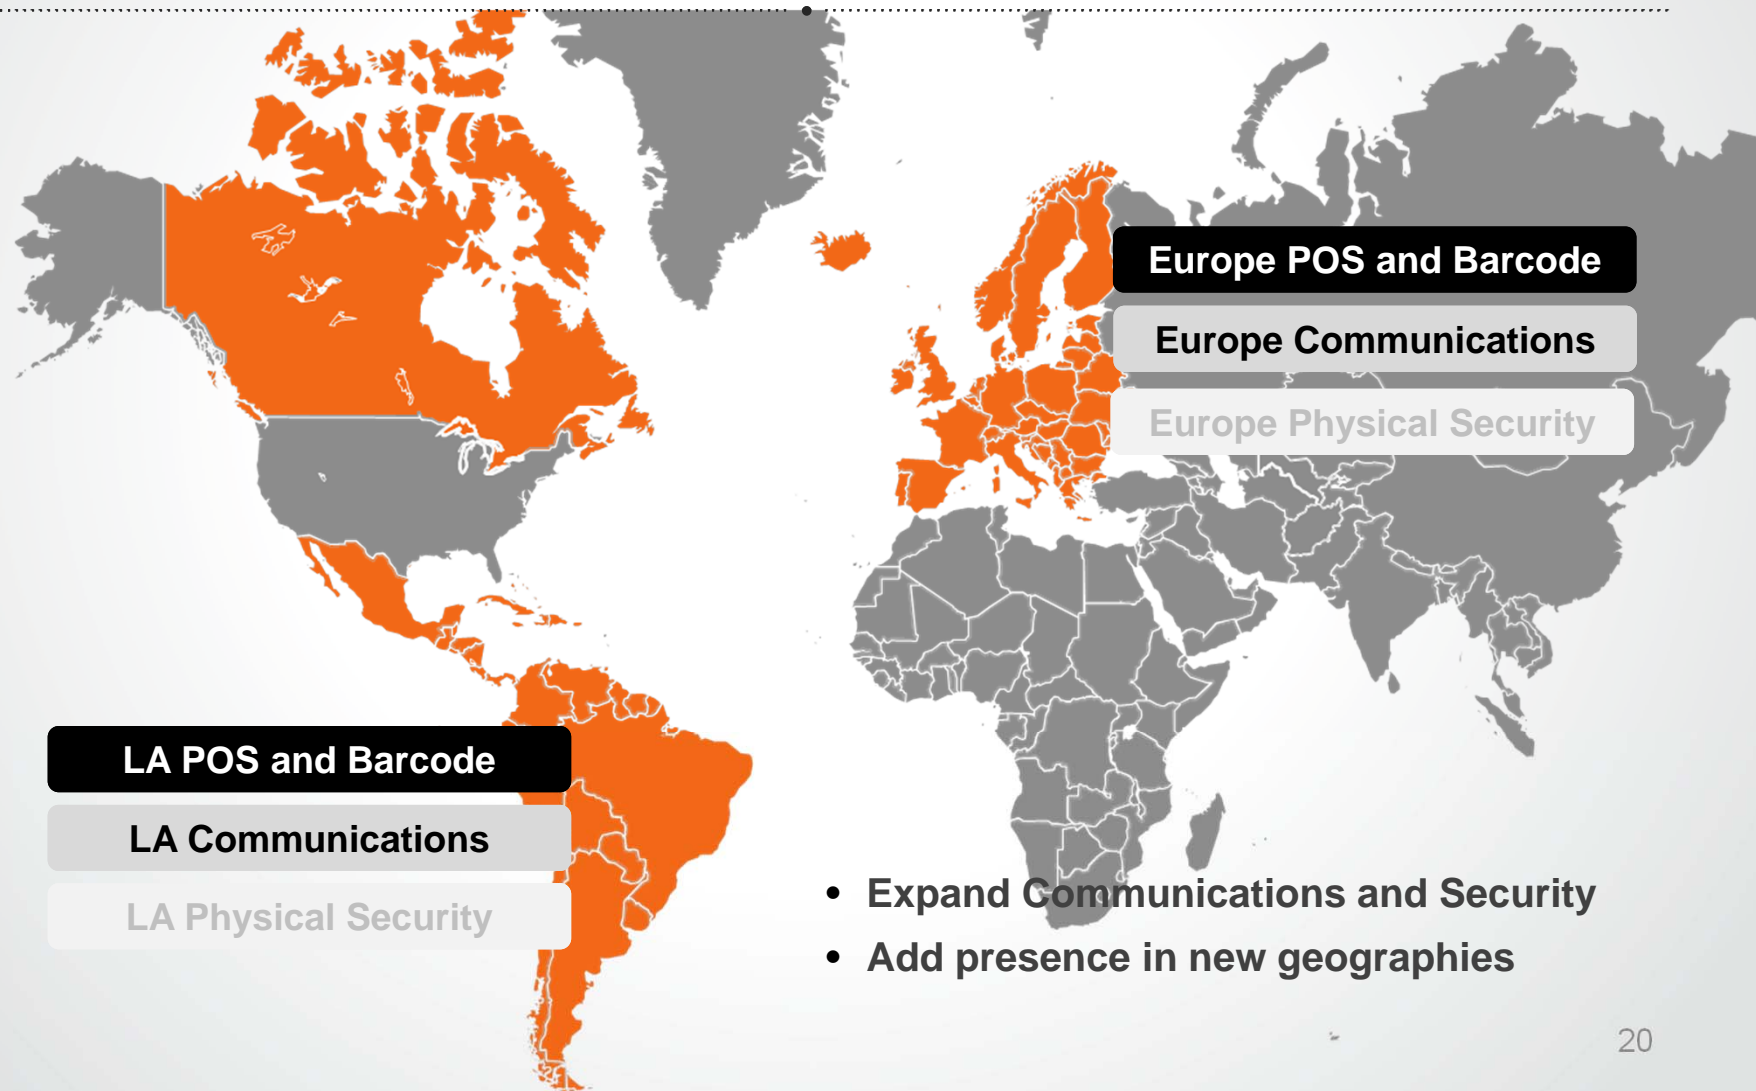 Europe POS and Barcode
Europe Communications
Europe Physical Security
LA POS and Barcode
LA Communications
LA Physical Security
• Expand Communications and Security
• Add presence in new geographies
20